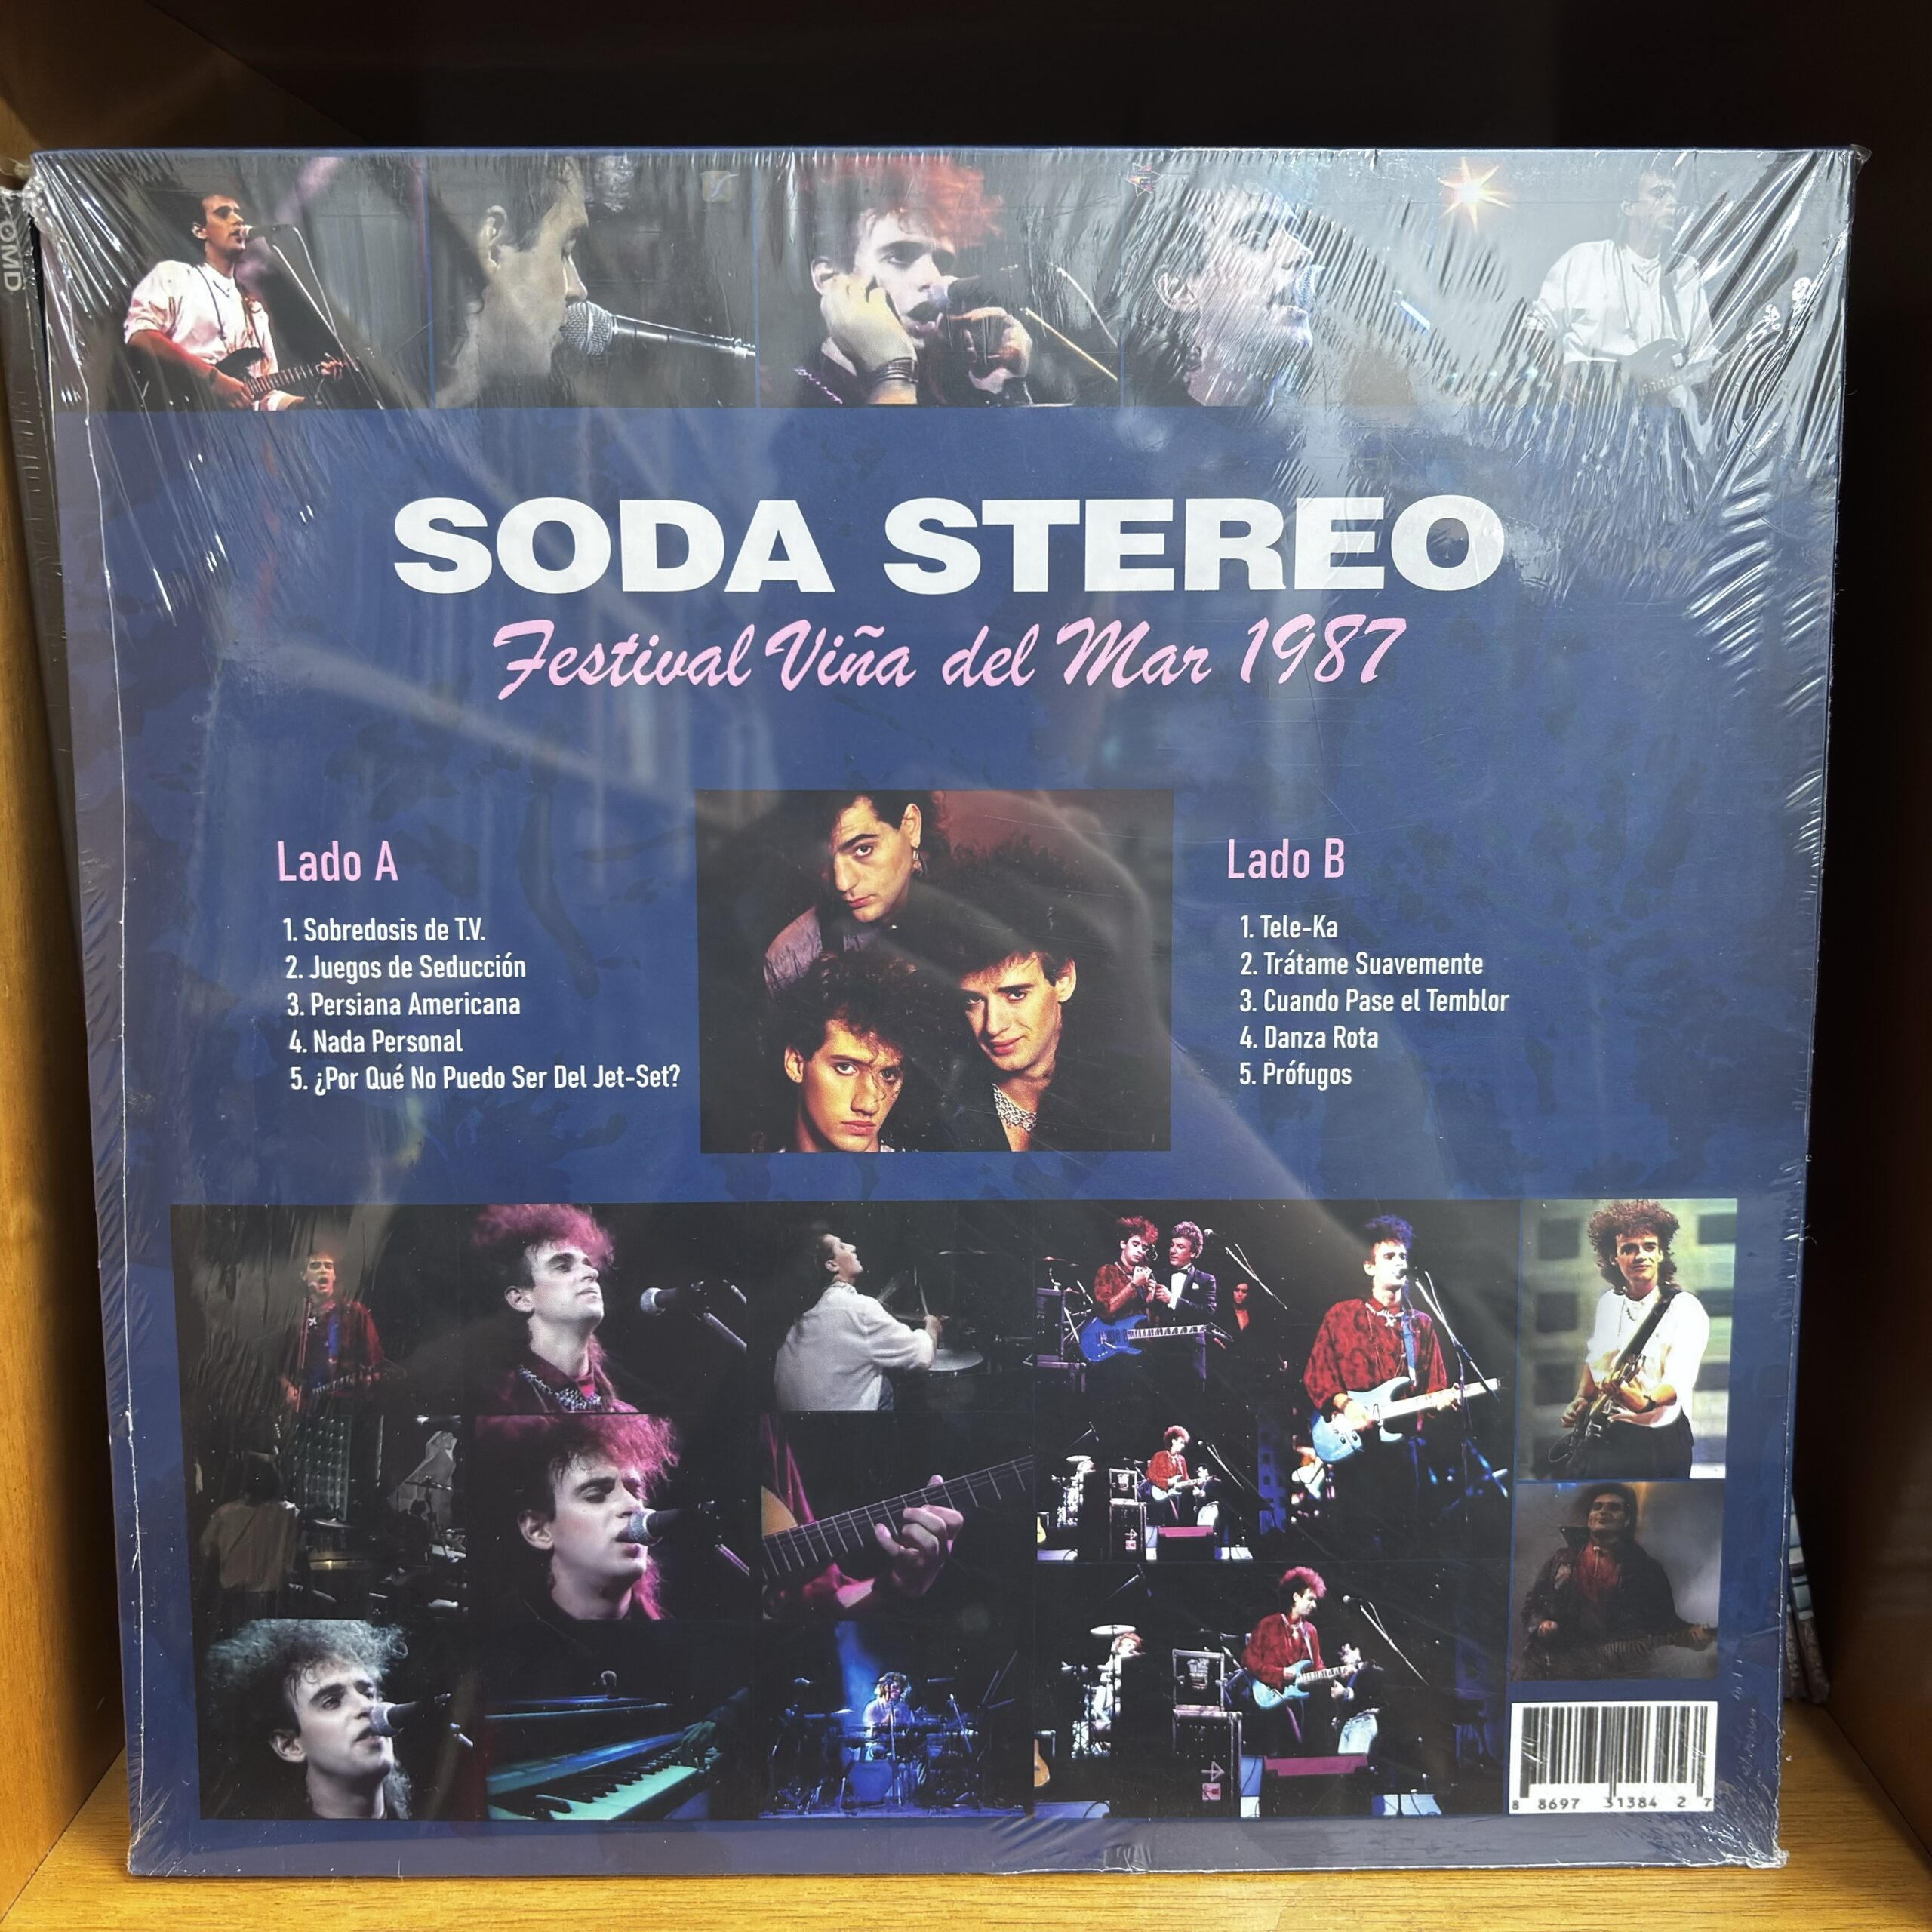 SODA STEREO
Festival Viña del Mar 1987
Lado A
1. Sobredosis de T.V.
2. Juegos de Seducción
3. Persiana Americana
4. Nada Personal
5. ¿Por Qué No Puedo Ser Del Jet-Set?
Lado B
1. Tele-Ka
2. Trátame Suavemente
3. Cuando Pase el Temblor
4. Danza Rota
5. Prófugos
8 8697 31384 2 7